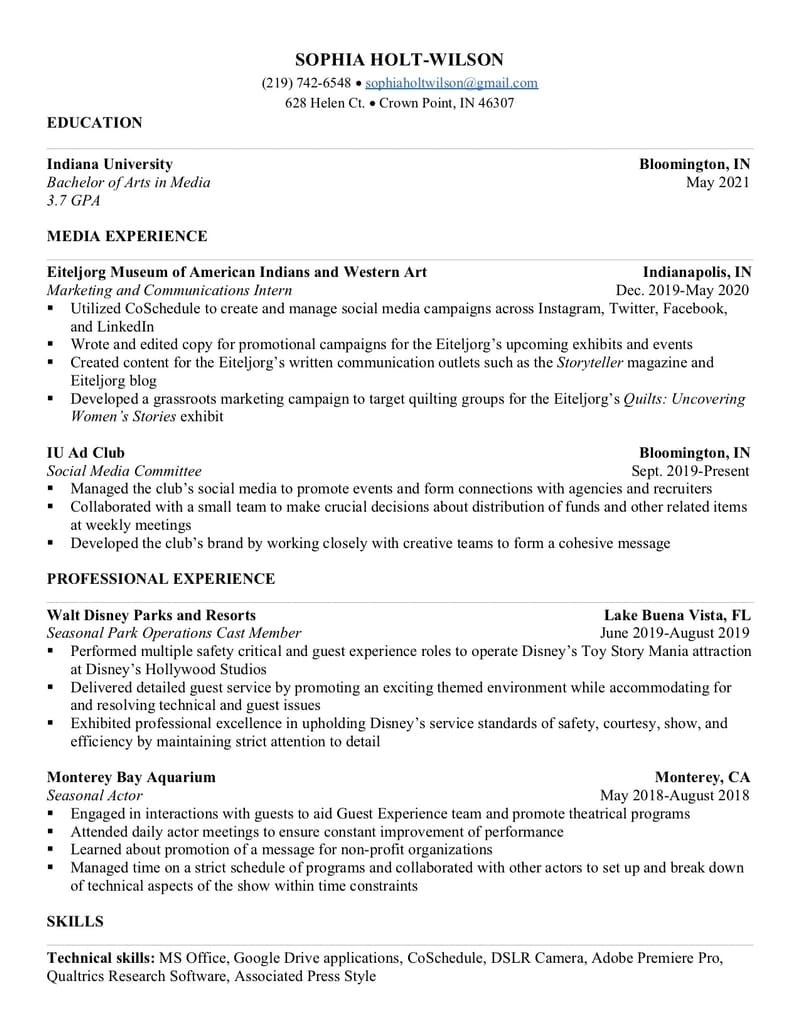 SOPHIA HOLT-WILSON
(219) 742-6548 • sophiaholtwilson@gmail.com
628 Helen Ct. • Crown Point, IN 46307
EDUCATION
Indiana University Bloomington, IN
Bachelor of Arts in Media May 2021
3.7 GPA
MEDIA EXPERIENCE
Eiteljorg Museum of American Indians and Western Art Indianapolis, IN
Marketing and Communications Intern Dec. 2019-May 2020
▪ Utilized CoSchedule to create and manage social media campaigns across Instagram, Twitter, Facebook,
and LinkedIn
▪ Wrote and edited copy for promotional campaigns for the Eiteljorg’s upcoming exhibits and events
▪ Created content for the Eiteljorg’s written communication outlets such as the Storyteller magazine and
Eiteljorg blog
▪ Developed a grassroots marketing campaign to target quilting groups for the Eiteljorg’s Quilts: Uncovering
Women’s Stories exhibit
IU Ad Club Bloomington, IN
Social Media Committee Sept. 2019-Present
▪ Managed the club’s social media to promote events and form connections with agencies and recruiters
▪ Collaborated with a small team to make crucial decisions about distribution of funds and other related items
at weekly meetings
▪ Developed the club’s brand by working closely with creative teams to form a cohesive message
PROFESSIONAL EXPERIENCE
Walt Disney Parks and Resorts Lake Buena Vista, FL
Seasonal Park Operations Cast Member June 2019-August 2019
▪ Performed multiple safety critical and guest experience roles to operate Disney’s Toy Story Mania attraction
at Disney’s Hollywood Studios
▪ Delivered detailed guest service by promoting an exciting themed environment while accommodating for
and resolving technical and guest issues
▪ Exhibited professional excellence in upholding Disney’s service standards of safety, courtesy, show, and
efficiency by maintaining strict attention to detail
Monterey Bay Aquarium Monterey, CA
Seasonal Actor May 2018-August 2018
▪ Engaged in interactions with guests to aid Guest Experience team and promote theatrical programs
▪ Attended daily actor meetings to ensure constant improvement of performance
▪ Learned about promotion of a message for non-profit organizations
▪ Managed time on a strict schedule of programs and collaborated with other actors to set up and break down
of technical aspects of the show within time constraints
SKILLS
Technical skills: MS Office, Google Drive applications, CoSchedule, DSLR Camera, Adobe Premiere Pro,
Qualtrics Research Software, Associated Press Style